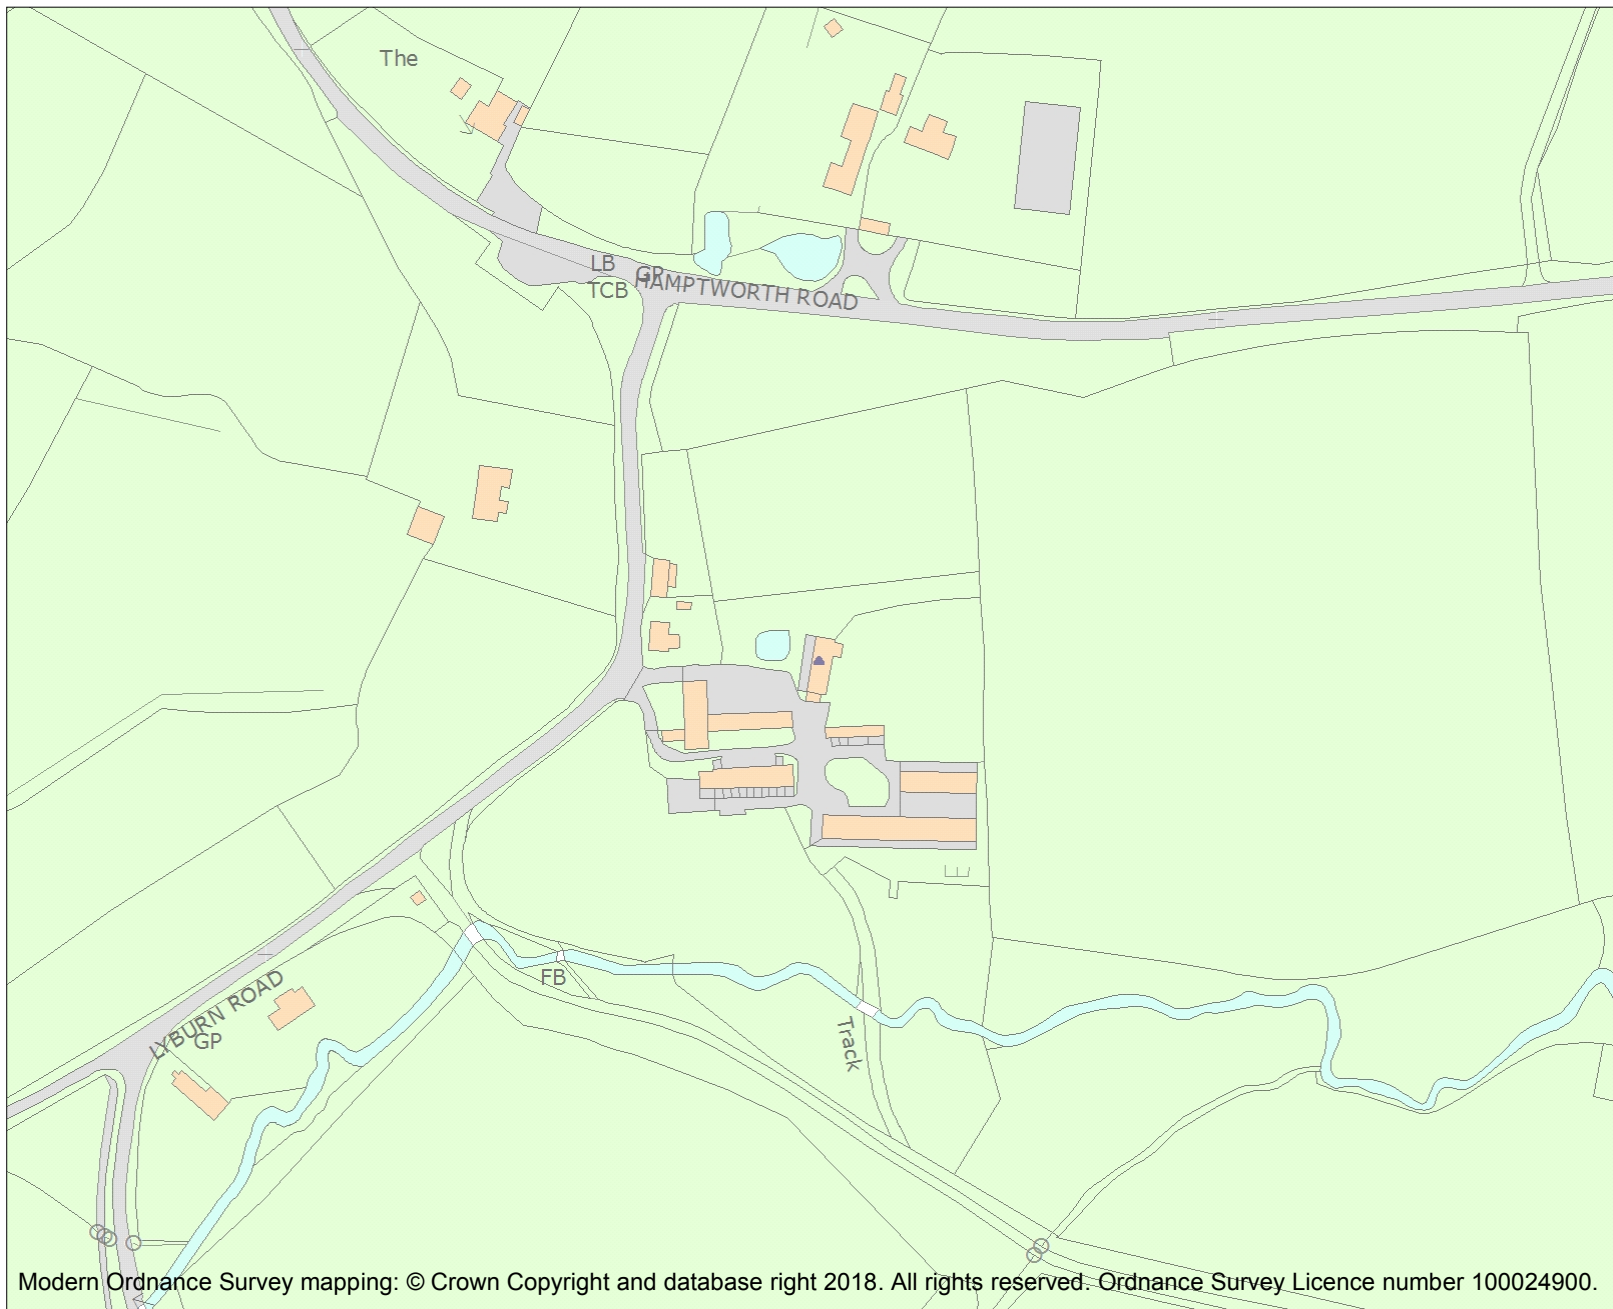 The
LB GP
TCB HAMPTWORTH ROAD
FB
LYBURN ROAD
GP
Track
Modern Ordnance Survey mapping: © Crown Copyright and database right 2018. All rights reserved. Ordnance Survey Licence number 100024900.